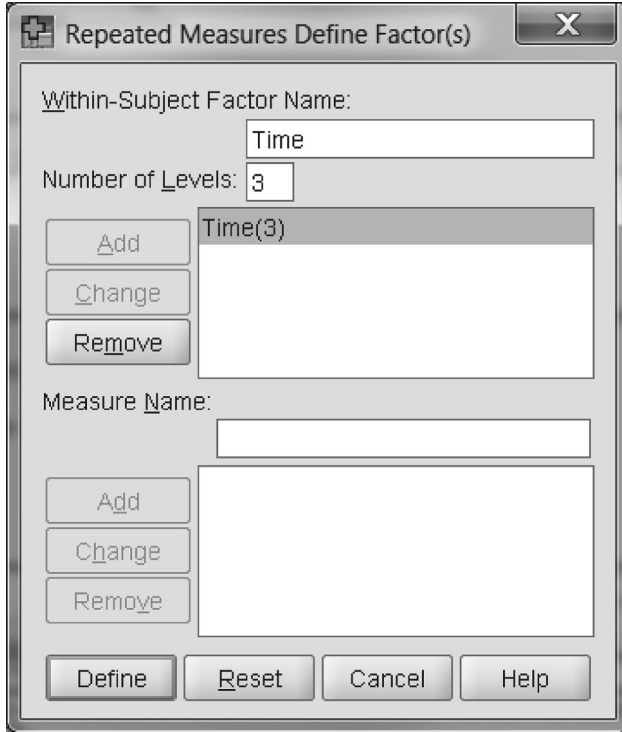 Repeated Measures Define Factor(s)
X
Within-Subject Factor Name:
Time
Number of Levels: 3
Time(3)
Add
Change
Remove
Measure Name:
Add
Change
Remove
Define Reset Cancel Help